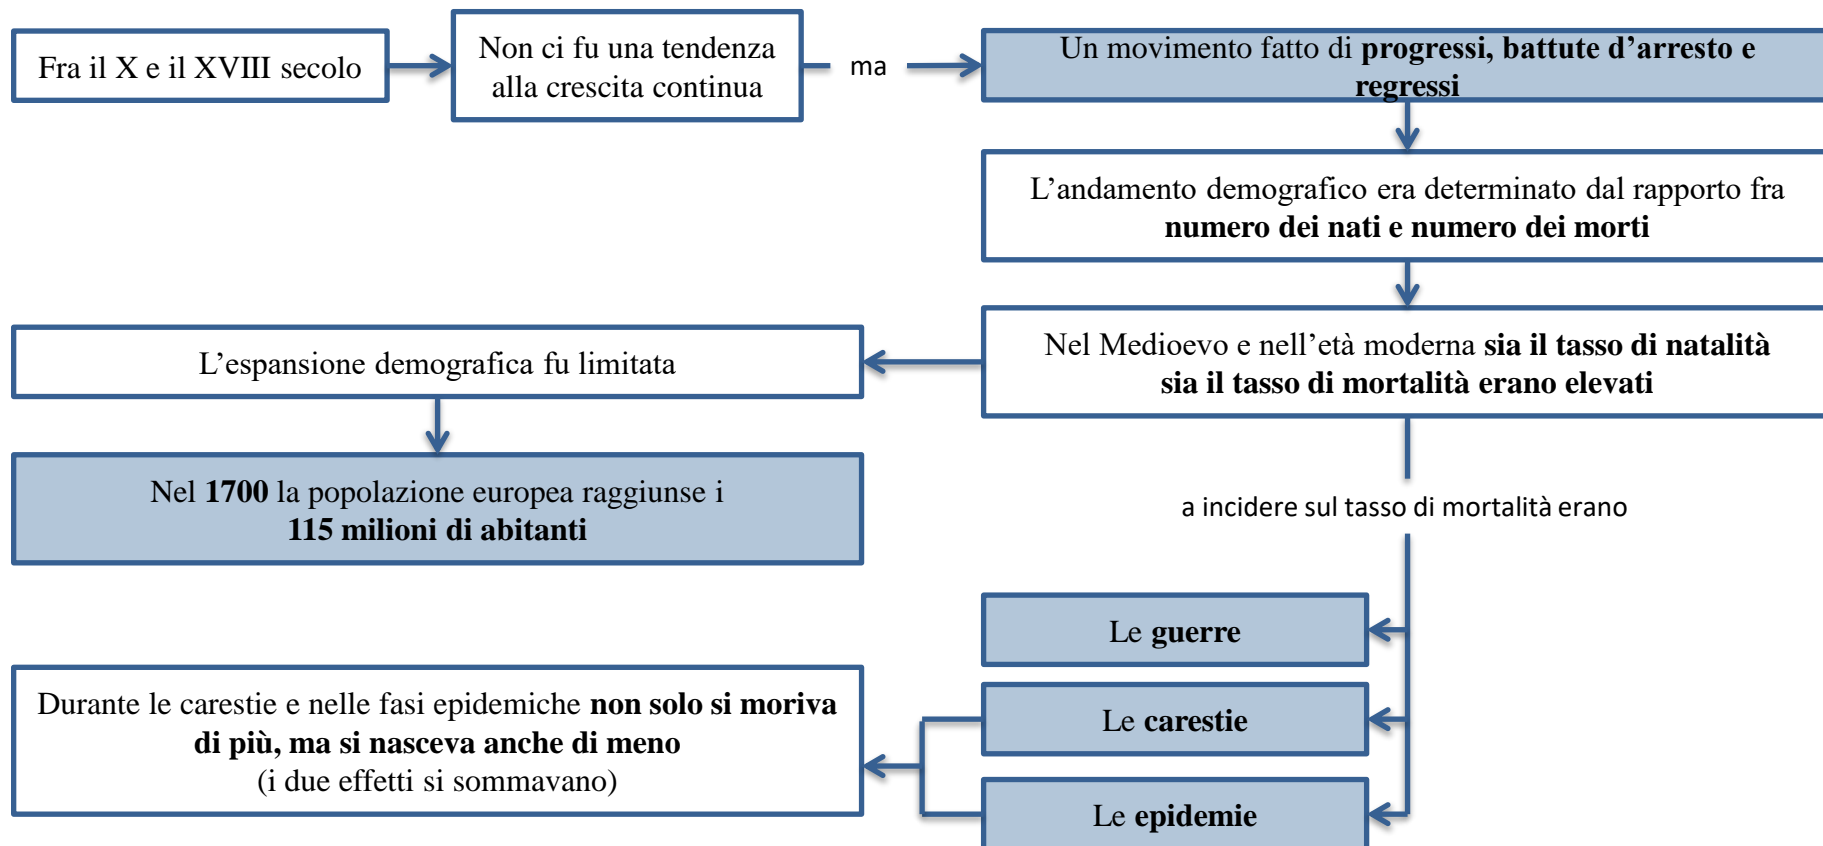 Fra il X e il XVIII secolo
Non ci fu una tendenza
alla crescita continua
ma
Un movimento fatto di progressi, battute d’arresto e
regressi
L’andamento demografico era determinato dal rapporto fra
numero dei nati e numero dei morti
Nel Medioevo e nell’età moderna sia il tasso di natalità
sia il tasso di mortalità erano elevati
L’espansione demografica fu limitata
Nel 1700 la popolazione europea raggiunse i
115 milioni di abitanti
a incidere sul tasso di mortalità erano
Le guerre
Le carestie
Le epidemie
Durante le carestie e nelle fasi epidemiche non solo si moriva
di più, ma si nasceva anche di meno
(i due effetti si sommavano)